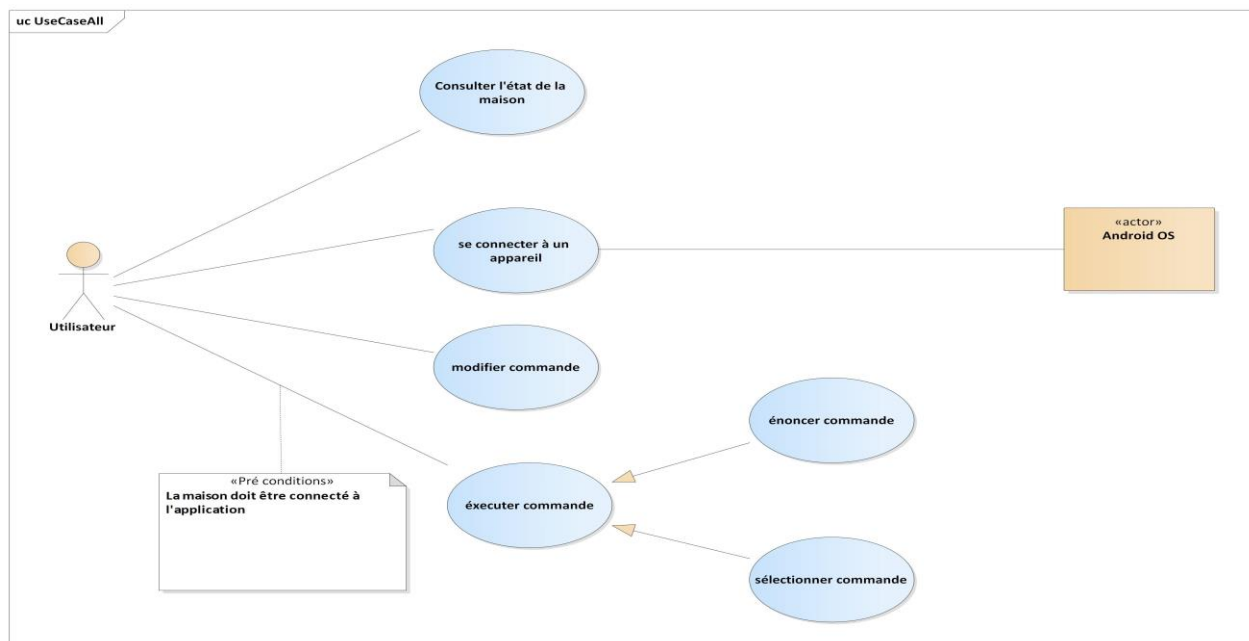 uc UseCaseAll
Consulter l'état de la
maison
se connecter à un
appareil
«actor»
Android OS
Utilisateur
modifier commande
énoncer commande
«Pré conditions»
La maison doit être connecté à
l'application
éxecuter commande
sélectionner commande